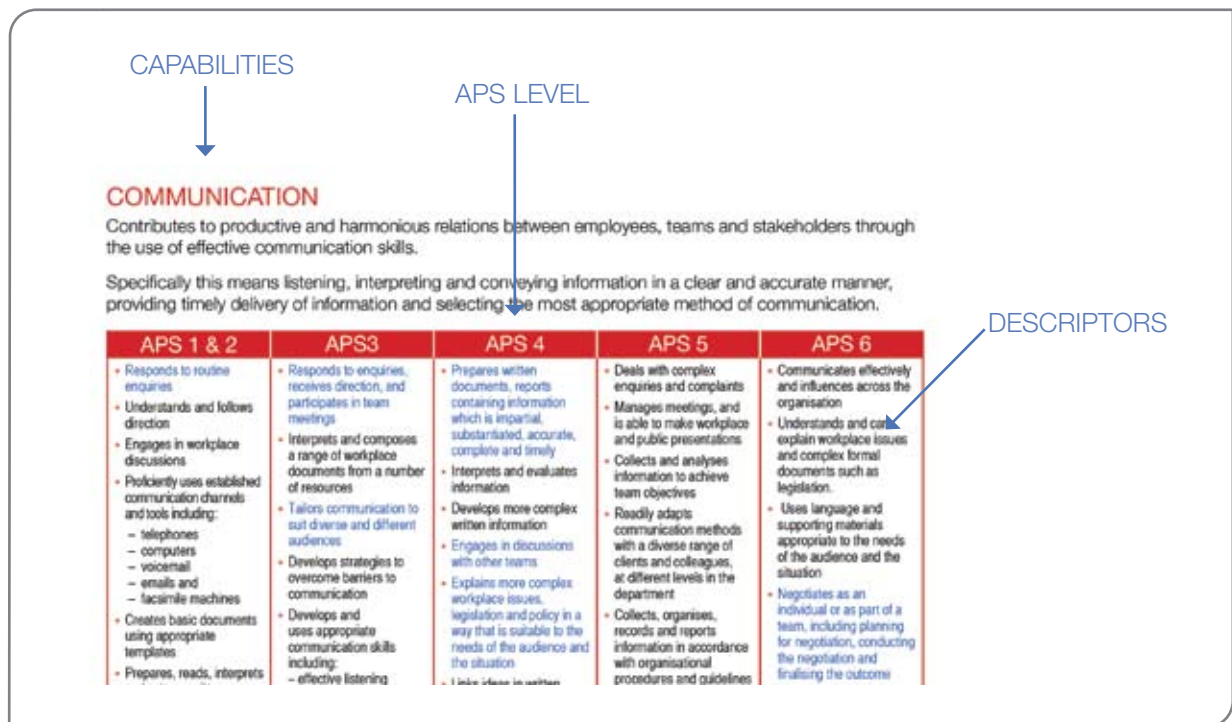 CAPABILITIES
APS LEVEL
COMMUNICATION
Contributes to productive and harmonious relations between employees, teams and stakeholders through
the use of effective communication skills.
Specifically this means listening, interpreting and conveying information in a clear and accurate manner,
providing timely delivery of information and selecting the most appropriate method of communication.
DESCRIPTORS
APS 1 & 2
• Responds to routine
enquiries
• Understands and follows
direction
• Engages in workplace
discussions
• Proficiently uses established
communication channels
and tools including:
– telephones
– computers
– voicemail
– emails and
– facsimile machines
• Creates basic documents
using appropriate
templates
• Prepares, reads, interprets
APS3
• Responds to enquiries,
receives direction, and
participates in team
meetings
• Interprets and composes
a range of workplace
documents from a number
of resources
• Tailors communication to
suit diverse and different
audiences
• Develops strategies to
overcome barriers to
communication
• Develops and
uses appropriate
communication skills
including:
– effective listening
APS 4
• Prepares written
documents, reports
containing information
which is impartial,
substantiated, accurate,
complete and timely
• Interprets and evaluates
information
• Develops more complex
written information
• Engages in discussions
with other teams
• Explains more complex
workplace issues,
legislation and policy in a
way that is suitable to the
needs of the audience and
the situation
• Links ideas in written
APS 5
• Deals with complex
enquiries and complaints
• Manages meetings, and
is able to make workplace
and public presentations
• Collects and analyses
information to achieve
team objectives
• Readily adapts
communication methods
with a diverse range of
clients and colleagues,
at different levels in the
department
• Collects, organises,
records and reports
information in accordance
with organisational
procedures and guidelines
APS 6
• Communicates effectively
and influences across the
organisation
• Understands and can
explain workplace issues
and complex formal
documents such as
legislation.
• Uses language and
supporting materials
appropriate to the needs
of the audience and the
situation
• Negotiates as an
individual or as part of a
team, including planning
for negotiation, conducting
the negotiation and
finalising the outcome